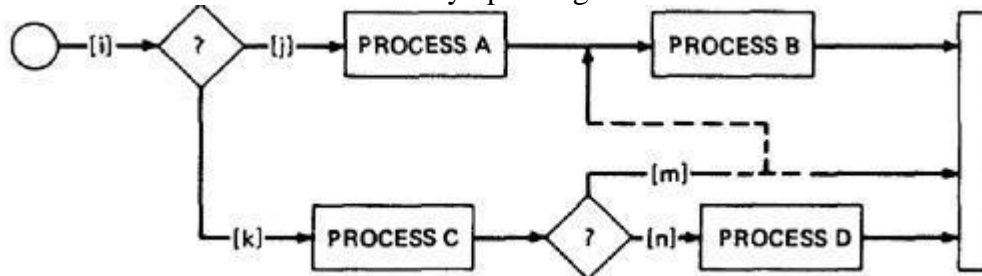 [i]
?
[j]
PROCESS A
PROCESS B
[m]
[k]
PROCESS C
?
[n]
PROCESS D